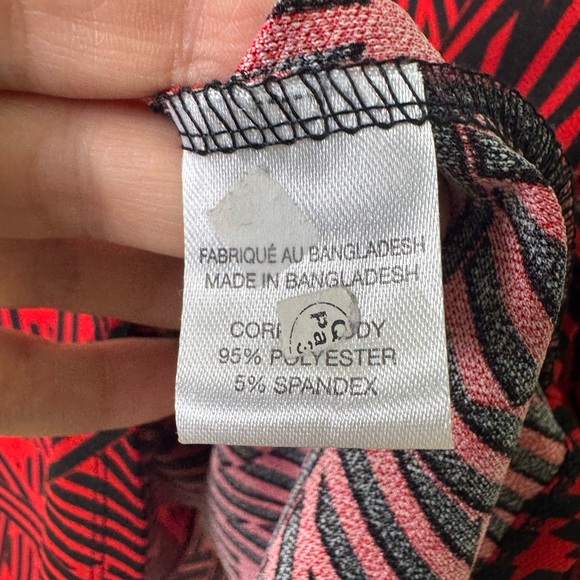 FABRIQUÉ AU BANGLADESH
MADE IN BANGLADESH
95% POLYESTER
5% SPANDEX